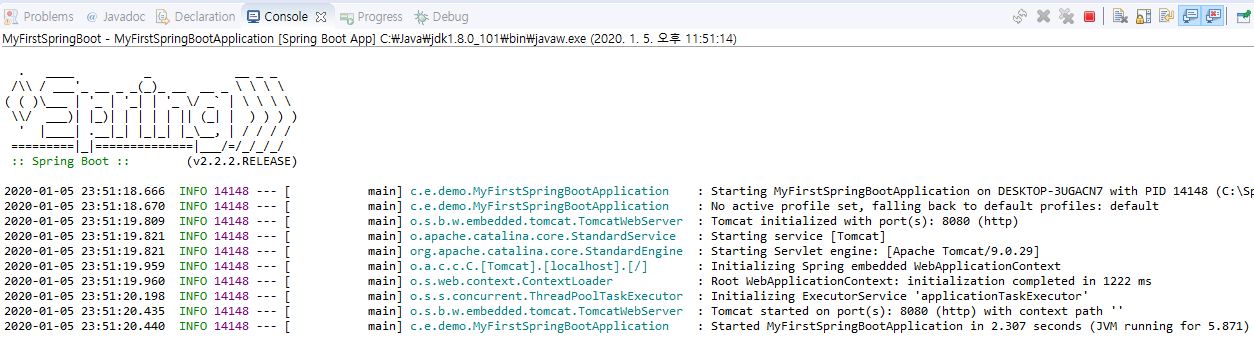 Problems @ Javadoc Declaration Console Progress Debug
MyFirstSpringBoot - MyFirstSpringBootApplication [Spring Boot App] C:₩Java₩jdk1.8.0_101₩bin₩javaw.exe (2020. 1. 5. 오후 11:51:14)
  .   ____          _            __ _ _
 /\\ / ___'_ __ _ _(_)_ __  __ _ \ \ \ \
( ( )\___ | '_ | '_| | '_ \/ _` | \ \ \ \
 \\/  ___)| |_)| | | | | || (_| |  ) ) ) )
  '  |____| .__|_| |_|_| |_\__, | / / / /
 =========|_|==============|___/=/_/_/_/
 :: Spring Boot ::        (v2.2.2.RELEASE)
2020-01-05 23:51:18.666  INFO 14148 --- [           main] c.e.demo.MyFirstSpringBootApplication    : Starting MyFirstSpringBootApplication on DESKTOP-3UGACN7 with PID 14148 (C:\Sp
2020-01-05 23:51:18.670  INFO 14148 --- [           main] c.e.demo.MyFirstSpringBootApplication    : No active profile set, falling back to default profiles: default
2020-01-05 23:51:19.809  INFO 14148 --- [           main] o.s.b.w.embedded.tomcat.TomcatWebServer  : Tomcat initialized with port(s): 8080 (http)
2020-01-05 23:51:19.821  INFO 14148 --- [           main] o.apache.catalina.core.StandardService   : Starting service [Tomcat]
2020-01-05 23:51:19.821  INFO 14148 --- [           main] org.apache.catalina.core.StandardEngine  : Starting Servlet engine: [Apache Tomcat/9.0.29]
2020-01-05 23:51:19.959  INFO 14148 --- [           main] o.a.c.c.C.[Tomcat].[localhost].[/]       : Initializing Spring embedded WebApplicationContext
2020-01-05 23:51:19.960  INFO 14148 --- [           main] o.s.web.context.ContextLoader            : Root WebApplicationContext: initialization completed in 1222 ms
2020-01-05 23:51:20.198  INFO 14148 --- [           main] o.s.s.concurrent.ThreadPoolTaskExecutor  : Initializing ExecutorService 'applicationTaskExecutor'
2020-01-05 23:51:20.435  INFO 14148 --- [           main] o.s.b.w.embedded.tomcat.TomcatWebServer  : Tomcat started on port(s): 8080 (http) with context path ''
2020-01-05 23:51:20.440  INFO 14148 --- [           main] c.e.demo.MyFirstSpringBootApplication    : Started MyFirstSpringBootApplication in 2.307 seconds (JVM running for 5.871)